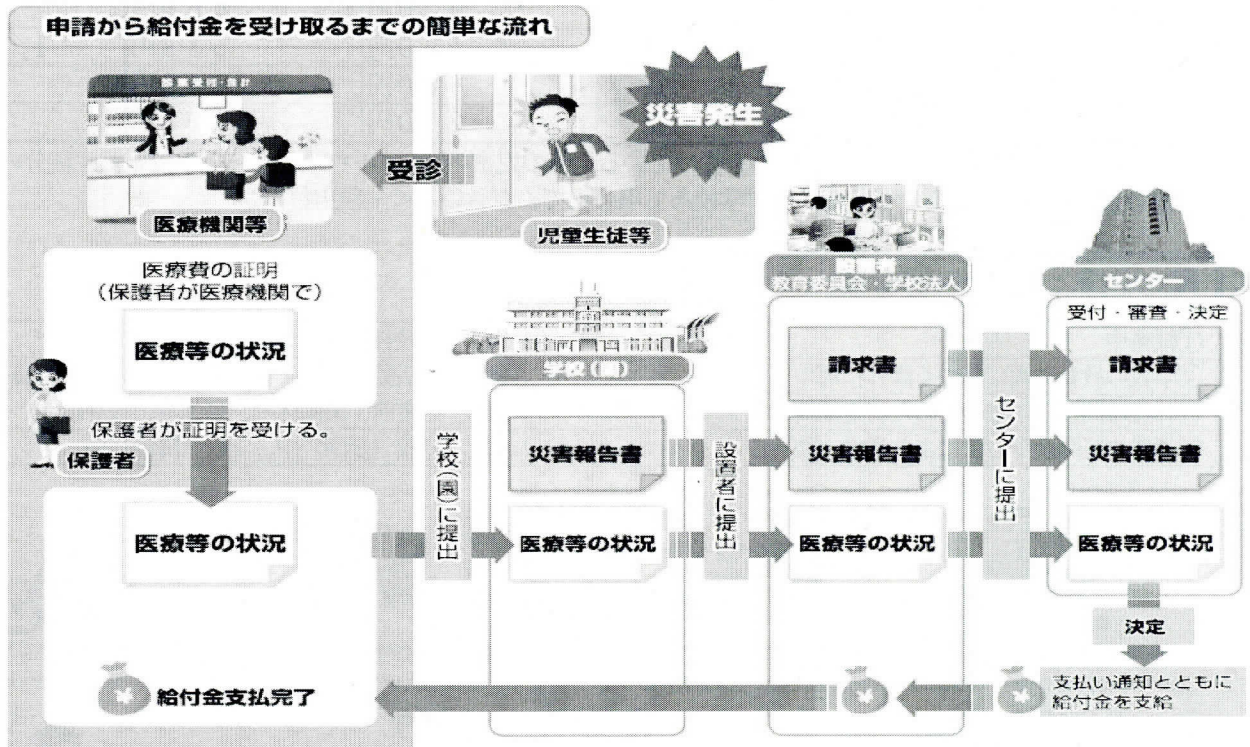 申請から給付金を受け取るまでの簡単な流れ
災害発生
受診
医療機関等
児童生徒等
医療費の証明
(保護者が医療機関で)
医療等の状況
保護者が証明を受ける。
保護者
医療等の状況
給付金支払完了
学校(園)に提出
学校(園)
災害報告書
医療等の状況
設置者に提出
設置者
教育委員会・学校法人
請求書
災害報告書
医療等の状況
センターに提出
センター
受付・審査・決定
請求書
災害報告書
医療等の状況
決定
支払い通知とともに
給付金を支給